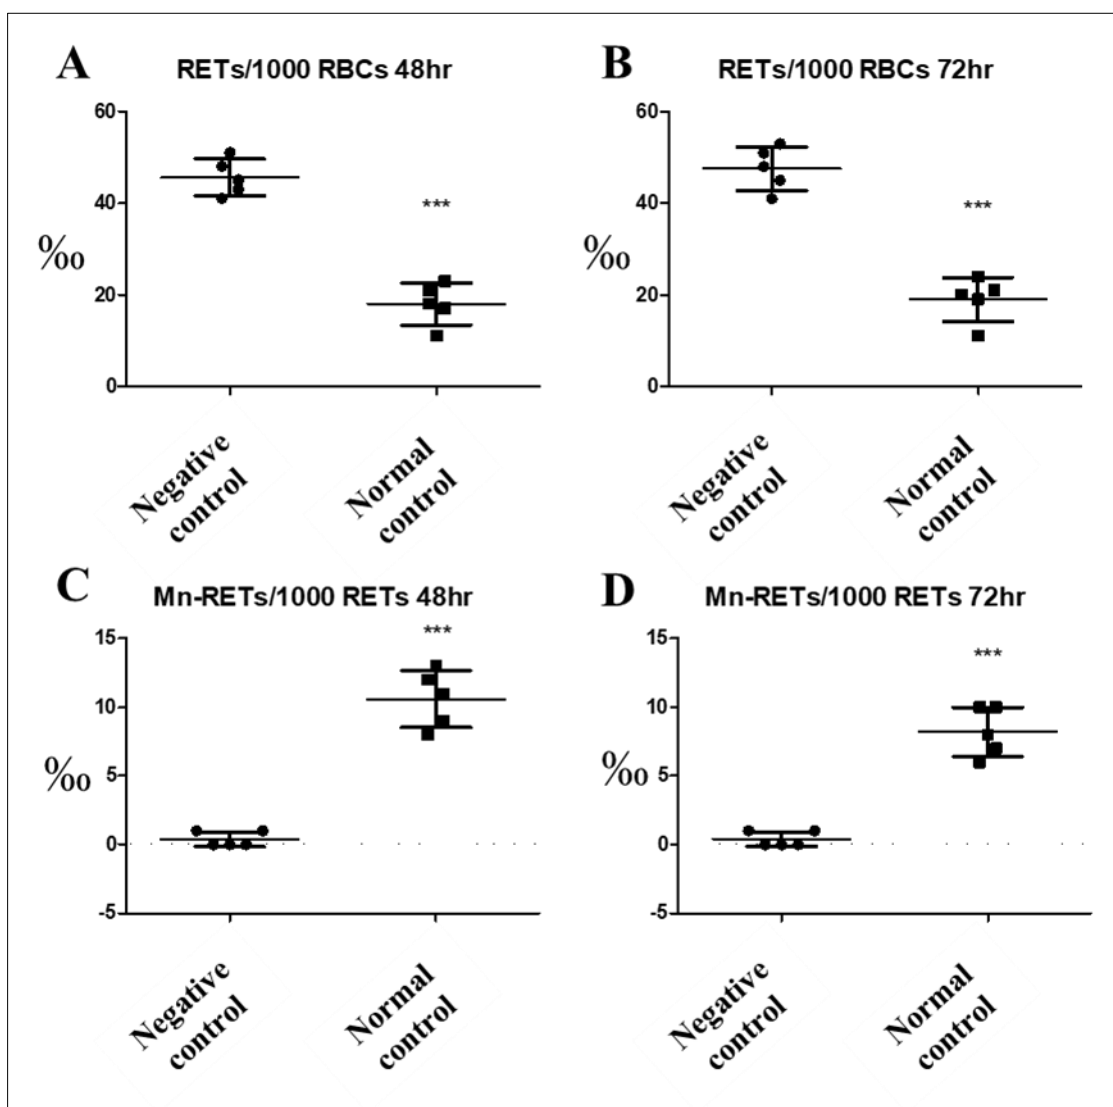 A
RETs/1000 RBCs 48hr
60
40
20
0
‰
***
Negative
control
Normal
control
B
RETs/1000 RBCs 72hr
60
40
20
0
‰
***
Negative
control
Normal
control
C
Mn-RETs/1000 RETs 48hr
15
10
5
0
-5
‰
***
Negative
control
Normal
control
D
Mn-RETs/1000 RETs 72hr
15
10
5
0
-5
‰
***
Negative
control
Normal
control